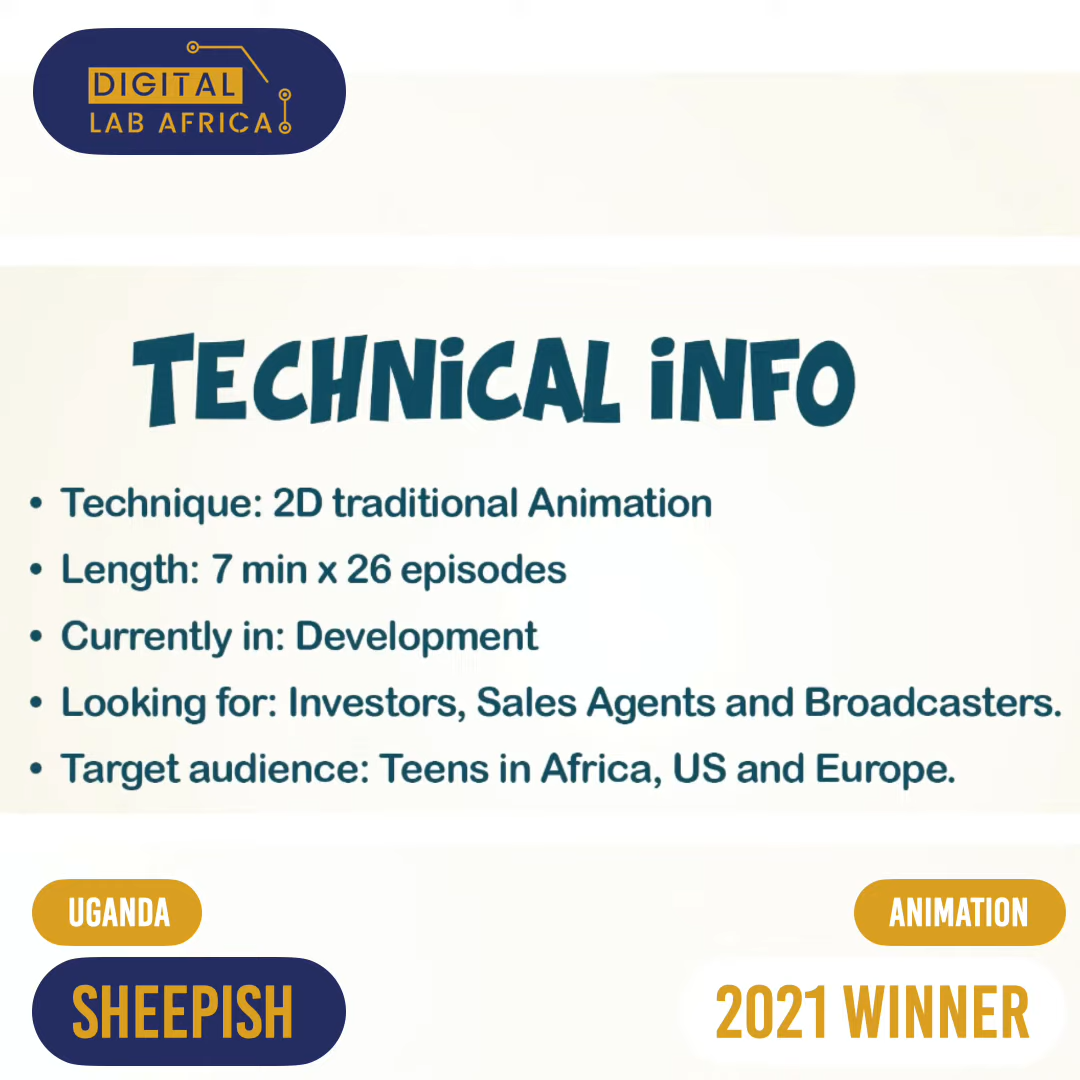 DIGITAL
LAB AFRICA
TECHNiCAL iNFO
• Technique: 2D traditional Animation
• Length: 7 min x 26 episodes
• Currently in: Development
• Looking for: Investors, Sales Agents and Broadcasters.
• Target audience: Teens in Africa, US and Europe.
UGANDA
ANIMATION
SHEEPISH
2021 WINNER